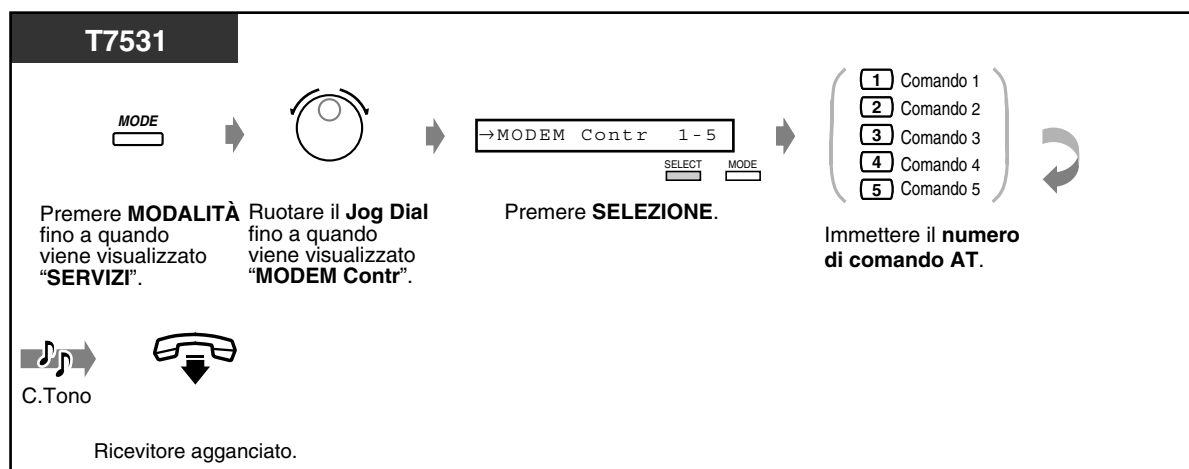 T7531
MODE
→MODEM Contr 1-5
SELECT MODE
1 Comando 1
2 Comando 2
3 Comando 3
4 Comando 4
5 Comando 5
Premere MODALITÀ
fino a quando
viene visualizzato
“SERVIZI”.
Ruotare il Jog Dial
fino a quando
viene visualizzato
“MODEM Contr”.
Premere SELEZIONE.
Immettere il numero
di comando AT.
C.Tono
Ricevitore agganciato.